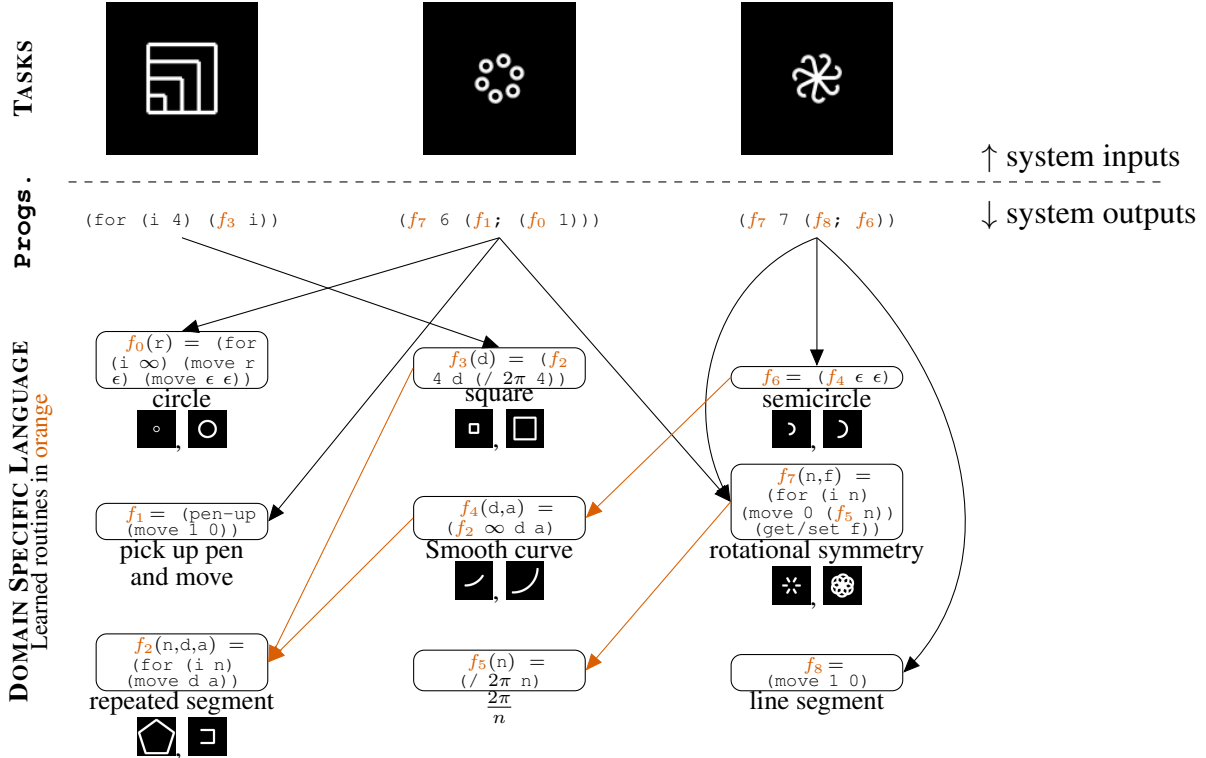 TASKS
↑ system inputs
Progs.
(for (i 4) (f₃ i))
(f₇ 6 (f₁; (f₀ 1)))
(f₇ 7 (f₈; f₆))
↓ system outputs
DOMAIN SPECIFIC LANGUAGE
Learned routines in orange
f₀(r) = (for
(i ∞) (move r
ϵ) (move ϵ ϵ))
circle
,
f₃(d) = (f₂
4 d (/ 2π 4))
square
,
f₆= (f₄ ϵ ϵ)
semicircle
,
f₁= (pen-up
(move 1 0))
pick up pen
and move
f₄(d,a) =
(f₂ ∞ d a)
Smooth curve
,
f₇(n,f) =
(for (i n)
(move 0 (f₅ n))
(get/set f))
rotational symmetry
,
f₂(n,d,a) =
(for (i n)
(move d a))
repeated segment
,
f₅(n) =
(/ 2π n)
2π
n
f₈=
(move 1 0)
line segment